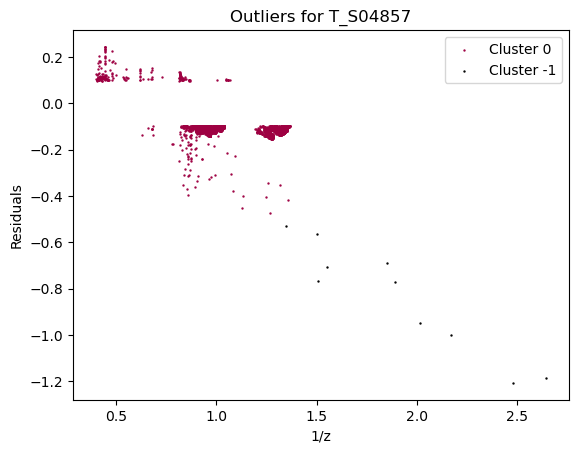 Outliers for T_S04857
Cluster 0
Cluster -1
Residuals
0.2
0.0
−0.2
−0.4
−0.6
−0.8
−1.0
−1.2
0.5 1.0 1.5 2.0 2.5
1/z